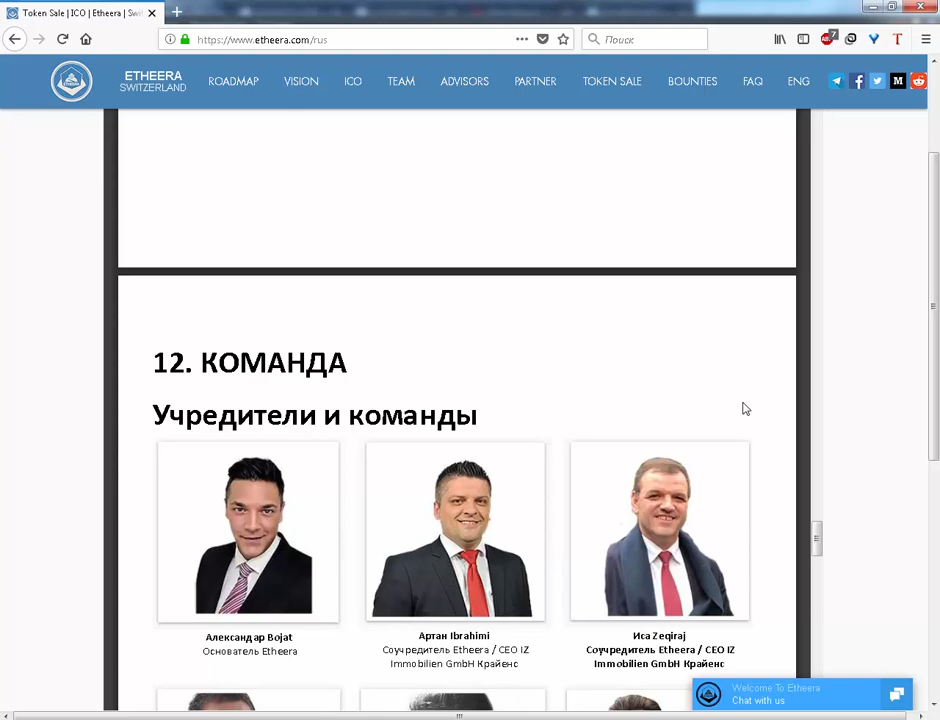 Token Sale | ICO | Etheera | Swi
https://www.etheera.com/rus
Поиск
7
ETHEERA
SWITZERLAND
ROADMAP
VISION
ICO
TEAM
ADVISORS
PARTNER
TOKEN SALE
BOUNTIES
FAQ
ENG
12. КОМАНДА
Учредители и команды
Александар Bojat
Основател Etheera
Артан Ibrahimi
Соучредитель Etheera / CEO IZ
Immobilien GmbH Крайенс
Иса Zeqiraj
Соучредитель Etheera / CEO IZ
Immobilien GmbH Крайенс
Welcome To Etheera
Chat with us